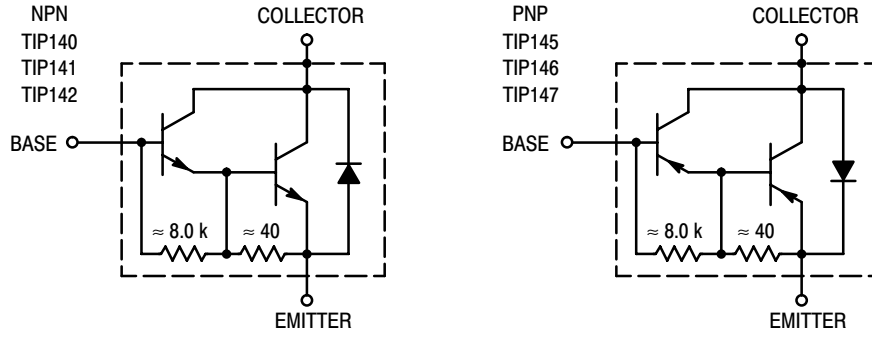 NPN
TIP140
TIP141
TIP142
COLLECTOR
BASE
≈ 8.0 k
≈ 40
EMITTER
PNP
TIP145
TIP146
TIP147
COLLECTOR
BASE
≈ 8.0 k
≈ 40
EMITTER